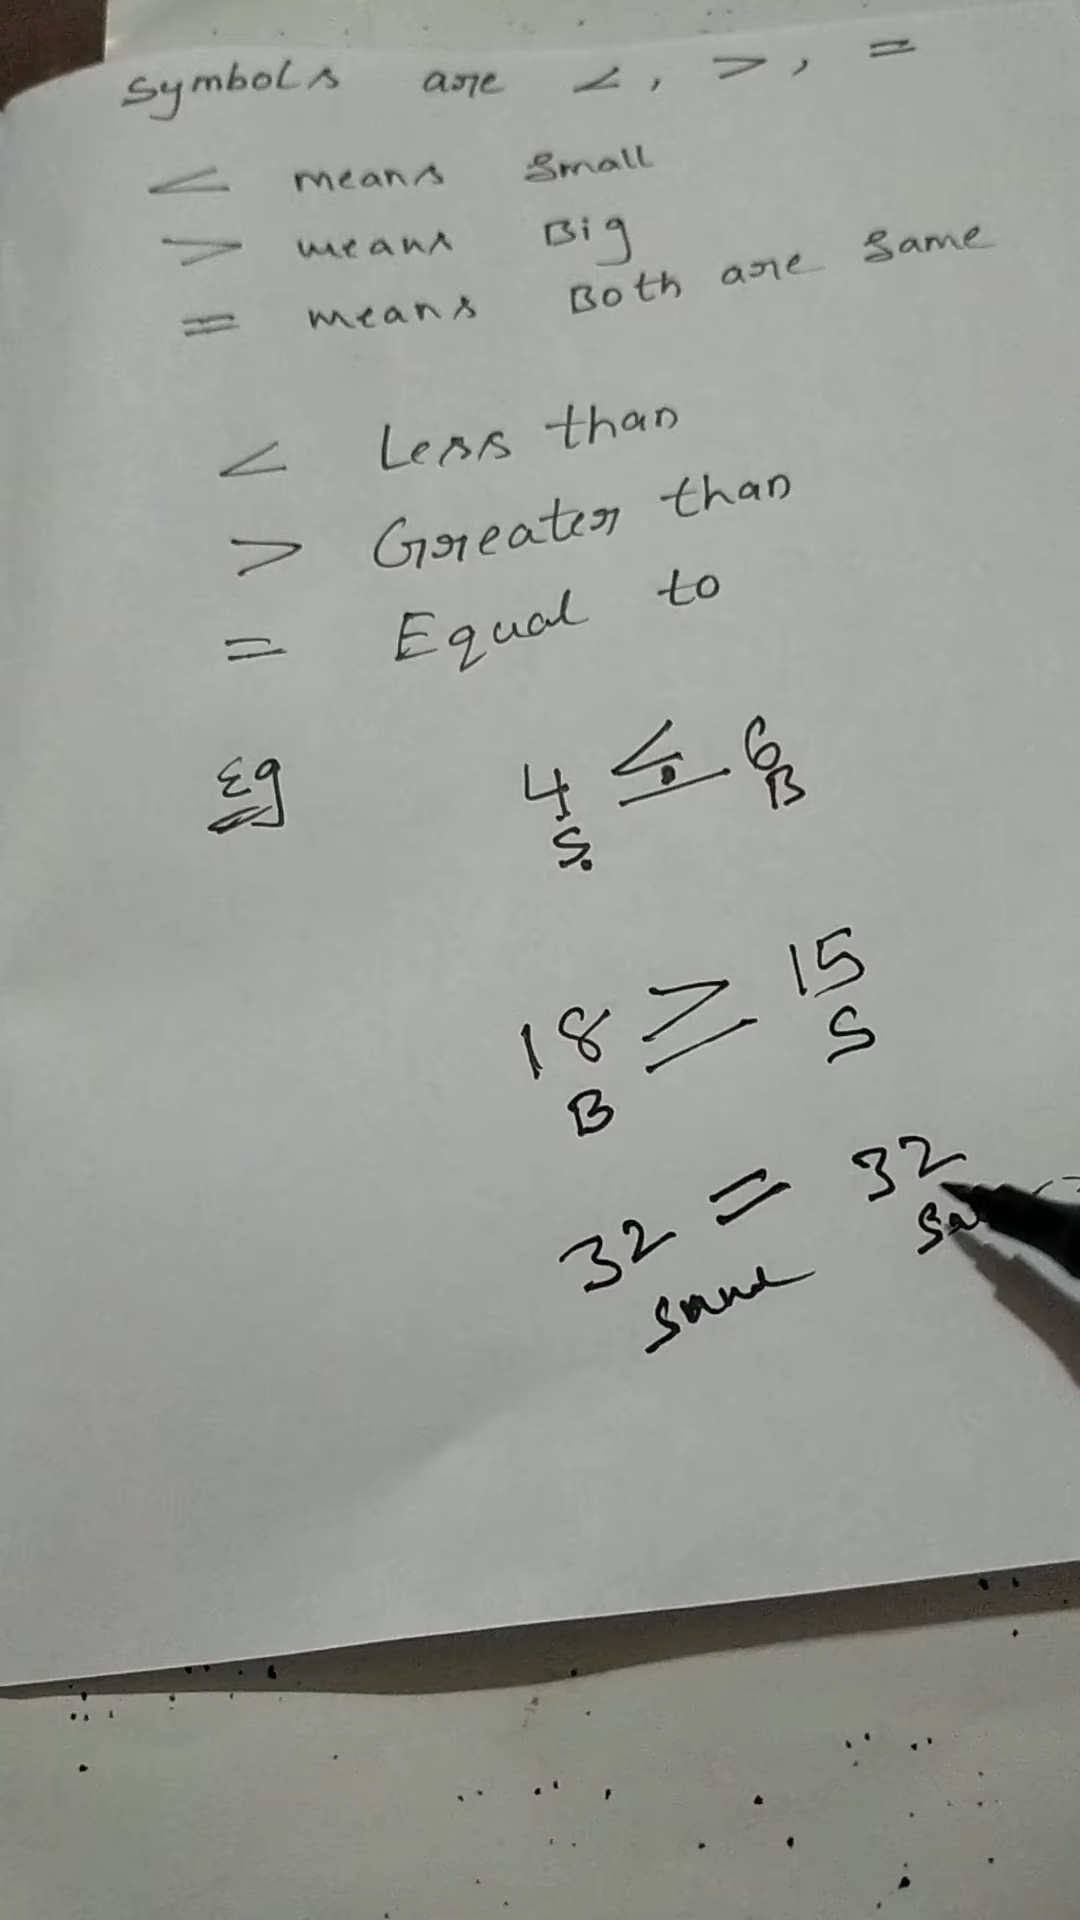 Symbols are <, >, =
< means Small
> means Big
= means Both are Same
< Less than
> Greater than
= Equal to
Eg
4 < 6
S. B
18 > 15
B S
32 = 32
Same